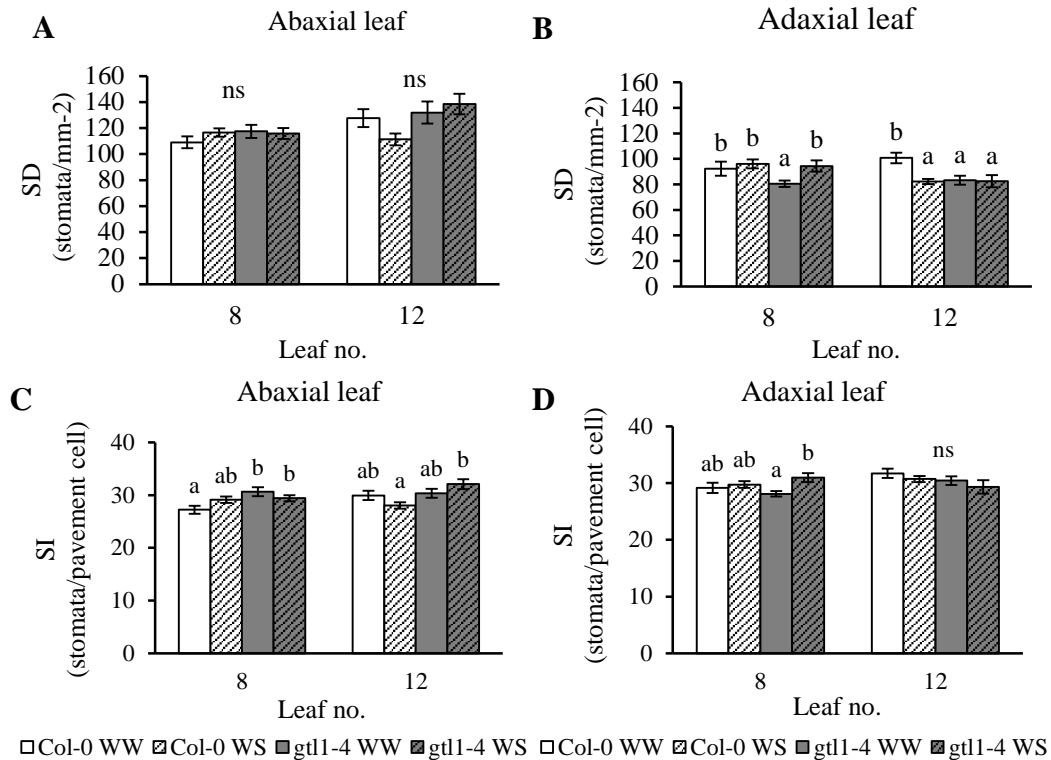 A
Abaxial leaf
SD
(stomata/mm-2)
160
140
120
100
80
60
40
20
0
ns
ns
8
12
Leaf no.
B
Adaxial leaf
SD
(stomata/mm-2)
160
140
120
100
80
60
40
20
0
b
b
a
b
b
a
a
a
8
12
Leaf no.
C
Abaxial leaf
SI
(stomata/pavement cell)
40
30
20
10
0
a
ab
b
b
ab
a
ab
b
8
12
Leaf no.
D
Adaxial leaf
SI
(stomata/pavement cell)
40
30
20
10
0
ab
ab
a
b
ns
8
12
Leaf no.
Col-0 WW Col-0 WS gtl1-4 WW gtl1-4 WS Col-0 WW Col-0 WS gtl1-4 WW gtl1-4 WS